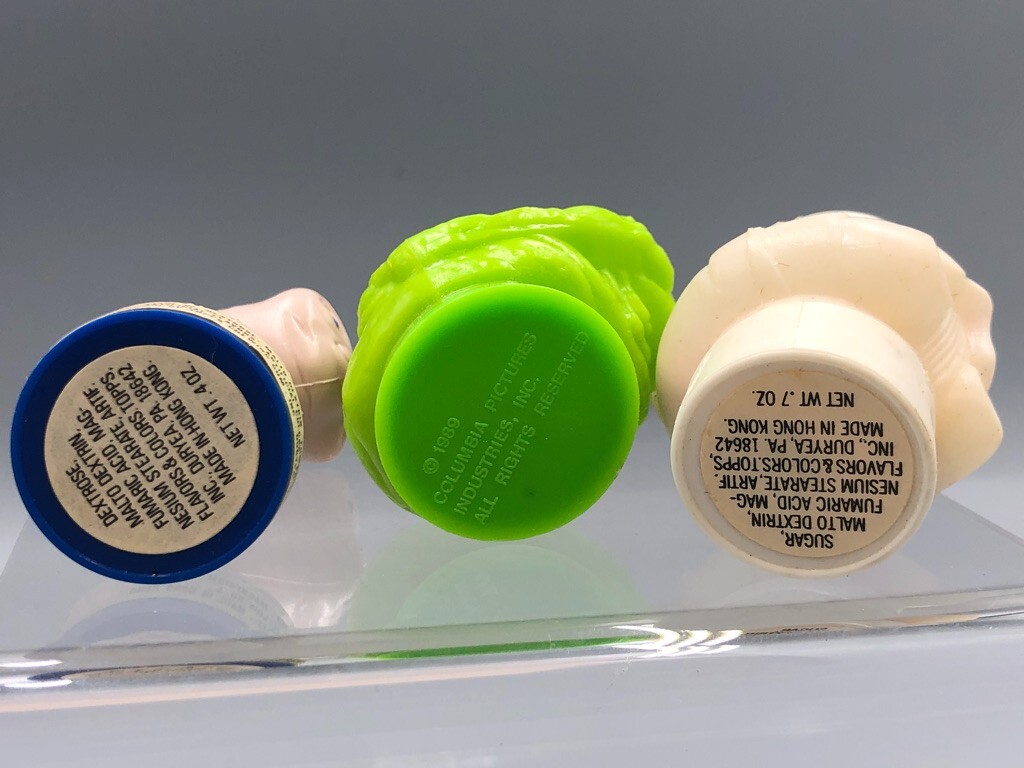 DEXTROSE,
MALTO DEXTRIN,
FUMARIC ACID, MAG-
NESIUM STEARATE, ARTIF.
FLAVORS & COLORS.TOPPS,
INC., DURYEA, PA. 18642
MADE IN HONG KONG.
NET WT .4 OZ.
© 1989
COLUMBIA PICTURES
INDUSTRIES, INC.
ALL RIGHTS RESERVED
SUGAR,
MALTO DEXTRIN,
FUMARIC ACID, MAG-
NESIUM STEARATE, ARTIF.
FLAVORS & COLORS.TOPPS,
INC., DURYEA, PA. 18642
MADE IN HONG KONG.
NET WT .7 OZ.